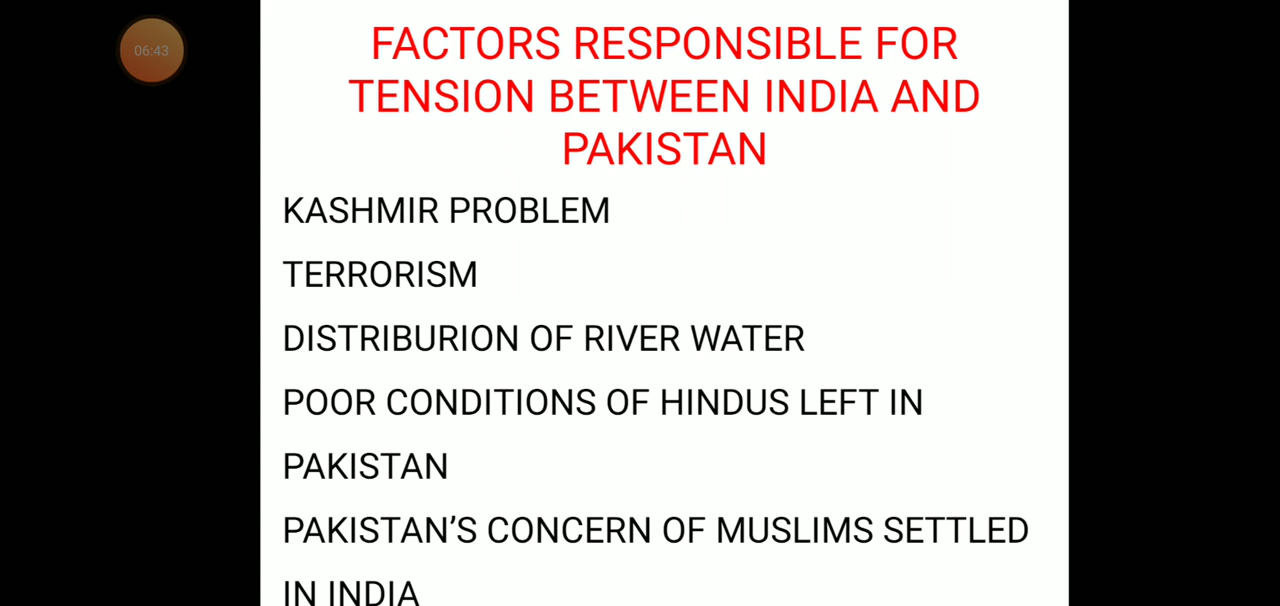 06:43
FACTORS RESPONSIBLE FOR
TENSION BETWEEN INDIA AND
PAKISTAN
KASHMIR PROBLEM
TERRORISM
DISTRIBURION OF RIVER WATER
POOR CONDITIONS OF HINDUS LEFT IN
PAKISTAN
PAKISTAN’S CONCERN OF MUSLIMS SETTLED
IN INDIA